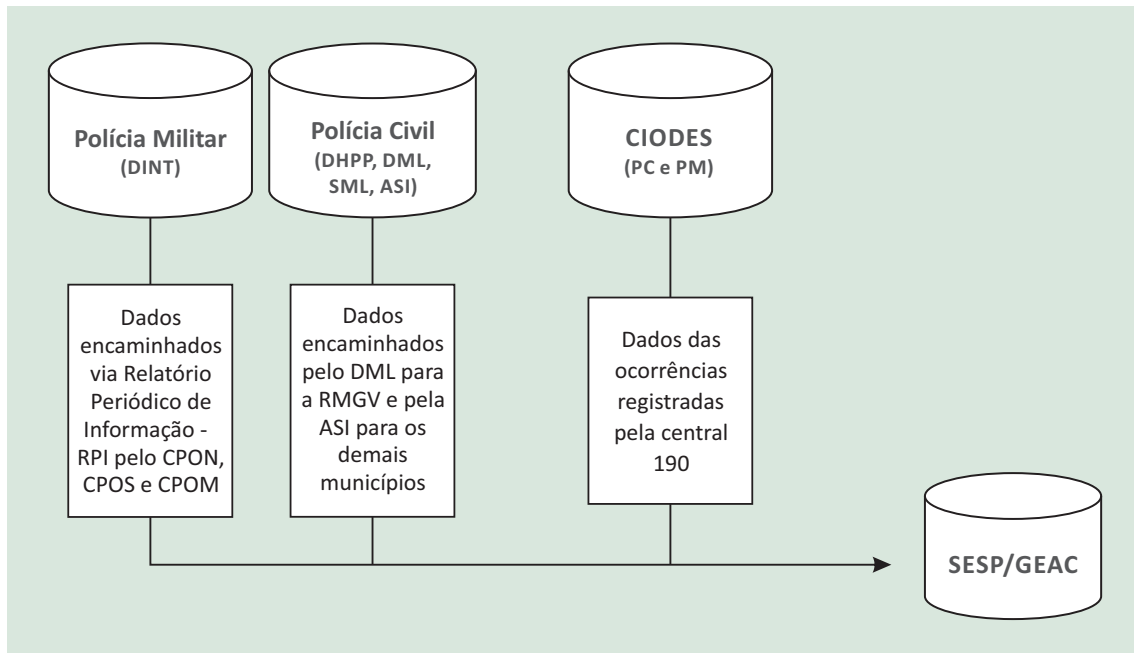 Polícia Militar
(DINT)
Polícia Civil
(DHPP, DML,
SML, ASI)
CIODES
(PC e PM)
Dados
encaminhados
via Relatório
Periódico de
Informação -
RPI pelo CPON,
CPOS e CPOM
Dados
encaminhados
pelo DML para
a RMGV e pela
ASI para os
demais
municípios
Dados das
ocorrências
registradas
pela central
190
SESP/GEAC